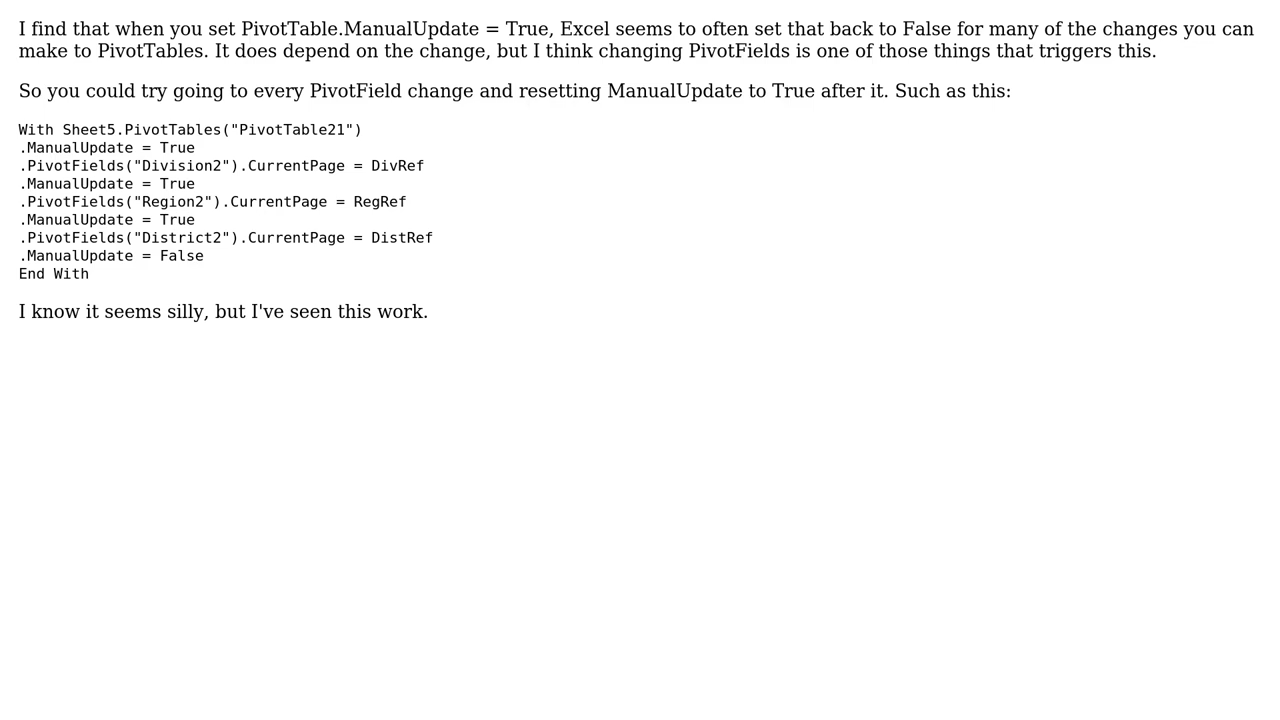 I find that when you set PivotTable.ManualUpdate = True, Excel seems to often set that back to False for many of the changes you can
make to PivotTables. It does depend on the change, but I think changing PivotFields is one of those things that triggers this.
So you could try going to every PivotField change and resetting ManualUpdate to True after it. Such as this:
With Sheet5.PivotTables("PivotTable21")
.ManualUpdate = True
.PivotFields("Division2").CurrentPage = DivRef
.ManualUpdate = True
.PivotFields("Region2").CurrentPage = RegRef
.ManualUpdate = True
.PivotFields("District2").CurrentPage = DistRef
.ManualUpdate = False
End With
I know it seems silly, but I've seen this work.